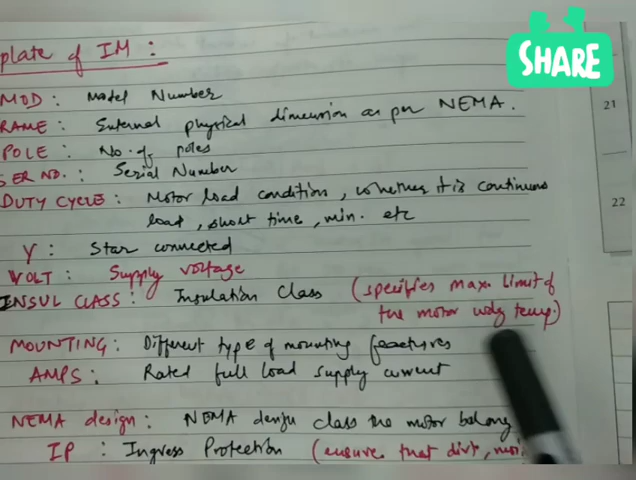 plate of IM :
MOD : Model Number
RAME : External physical dimension as per NEMA.
POLE : No. of poles
SER NO. : Serial Number
DUTY CYCLE : Motor load condition, whether it is continuous
load, short time, min. etc
Y : Star connected
VOLT : Supply voltage
INSUL CLASS : Insulation Class (specifies max. limit of
the motor wdg temp.)
MOUNTING : Different type of mounting features
AMPS : Rated full load supply current
NEMA design : NEMA design class the motor belong
IP : Ingress Protection (ensure that dirt,
SHARE
21
22